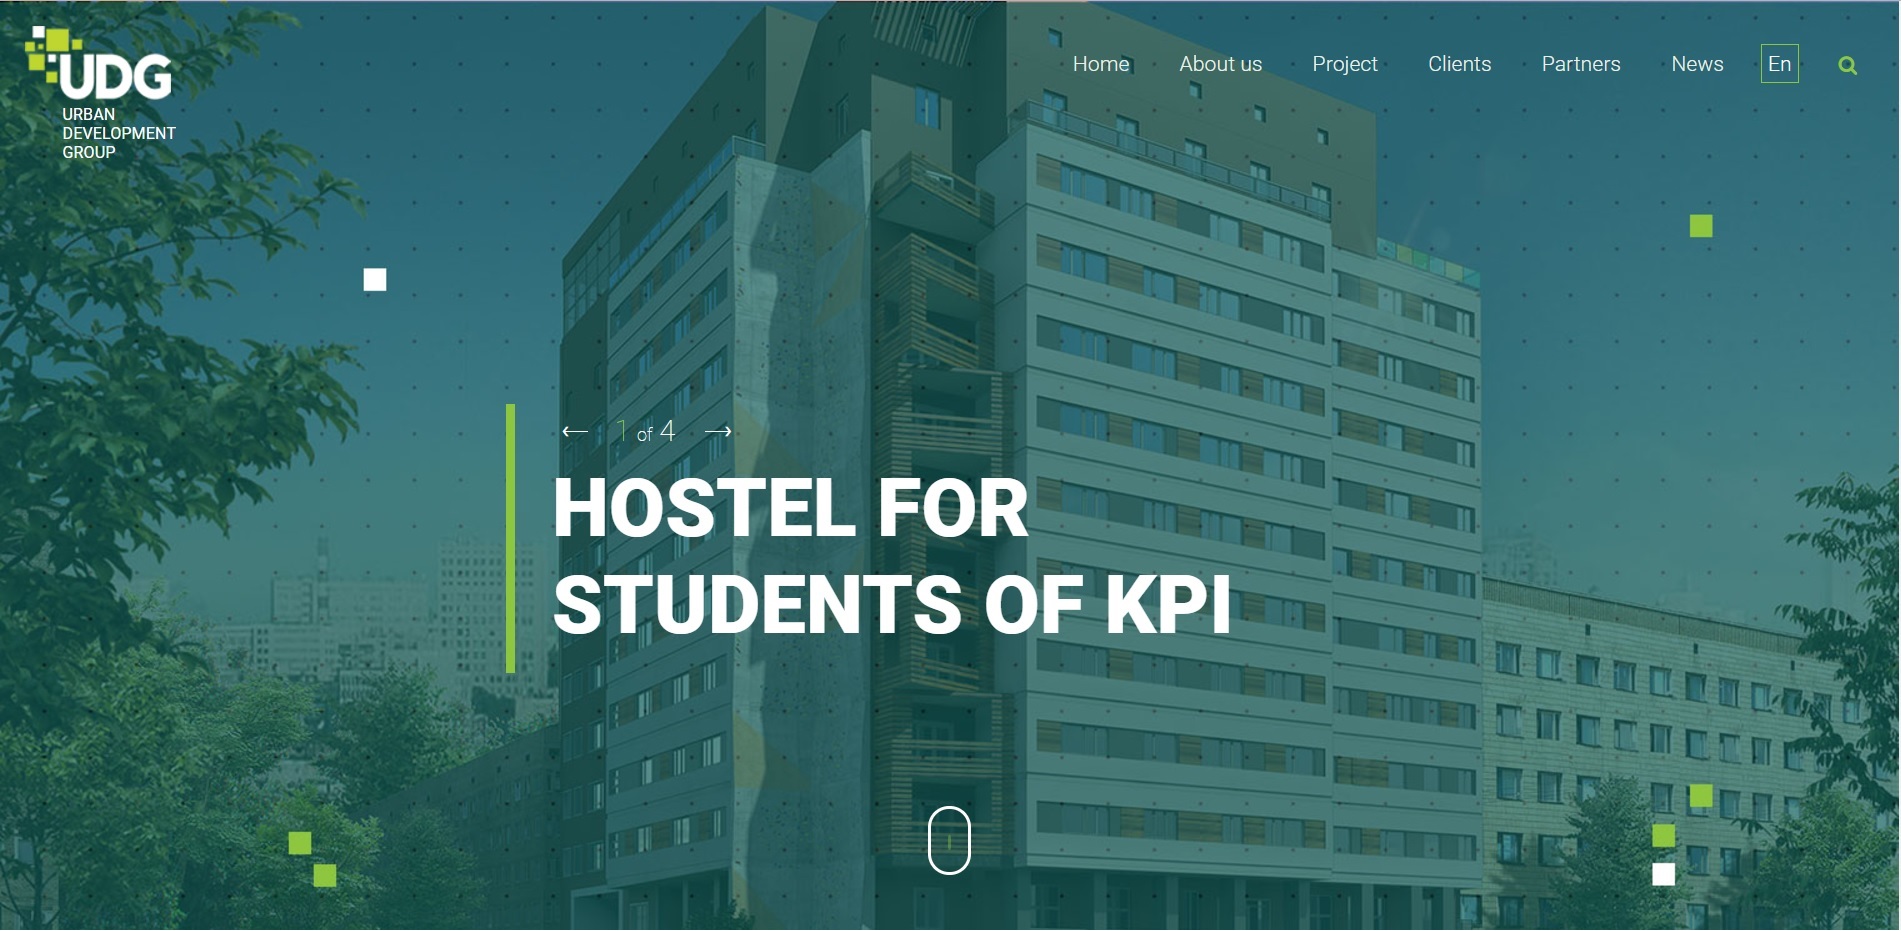 UDG
URBAN
DEVELOPMENT
GROUP
Home About us Project Clients Partners News En
1 of 4
HOSTEL FOR
STUDENTS OF KPI